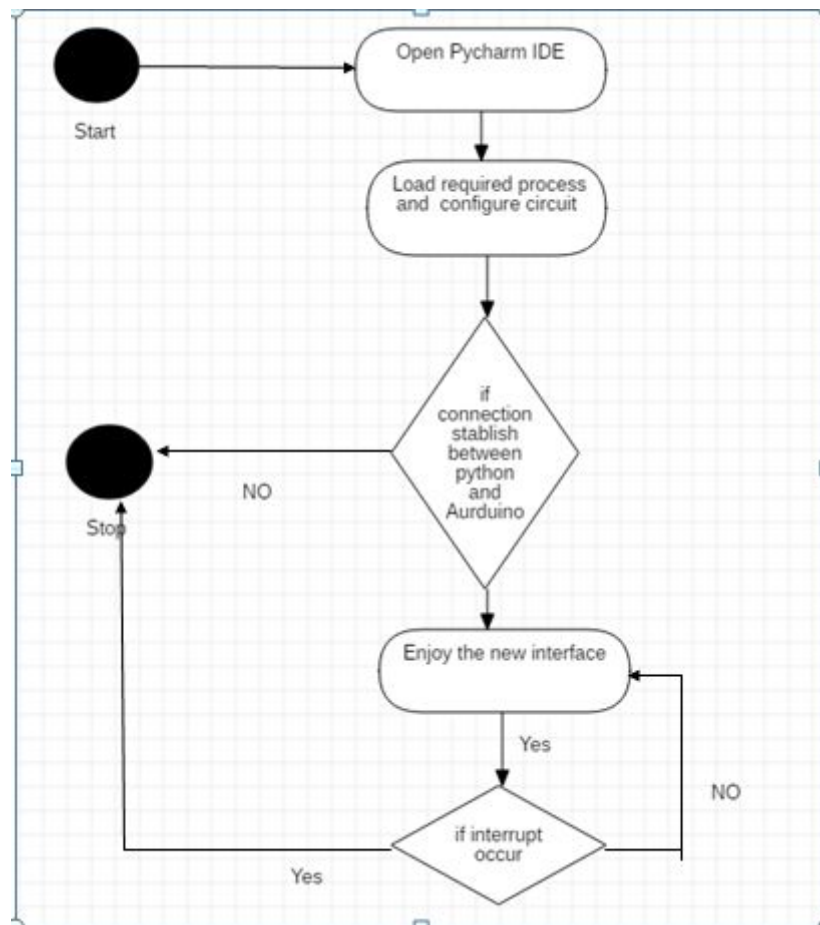 Open Pycharm IDE
Start
Load required process
and configure circuit
if
connection
stablish
between
python
and
Aurduino
NO
Stop
Enjoy the new interface
Yes
NO
if interrupt
occur
Yes